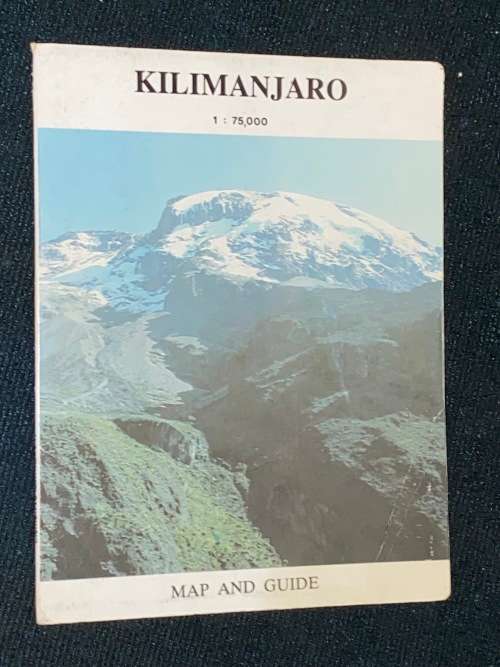 KILIMANJARO
1 : 75,000
MAP AND GUIDE